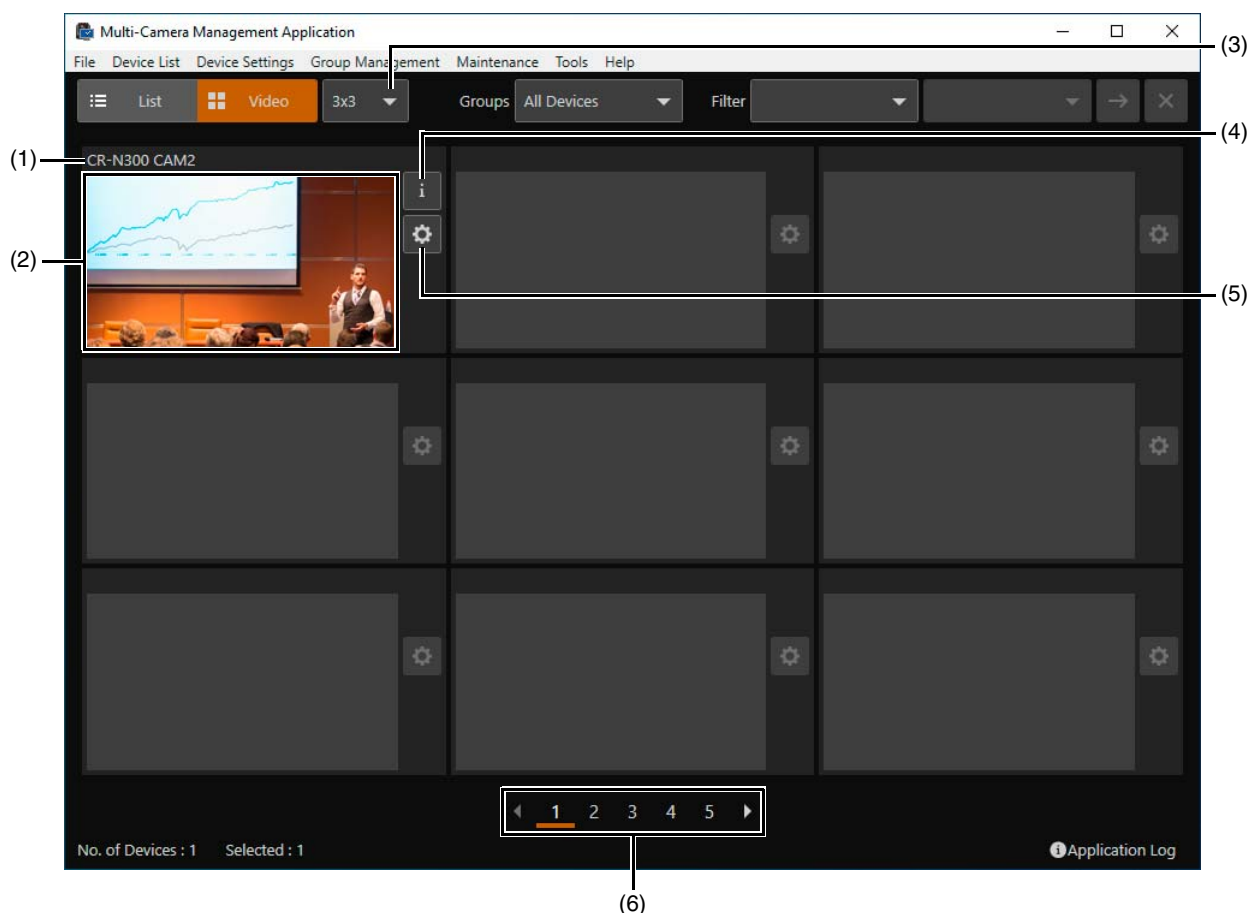 Multi-Camera Management Application
File Device List Device Settings Group Management Maintenance Tools Help
(3)
List Video 3x3 Groups All Devices Filter
(4)
(1)
CR-N300 CAM2
i
(2)
(5)
1 2 3 4 5
No. of Devices : 1 Selected : 1 Application Log
(6)